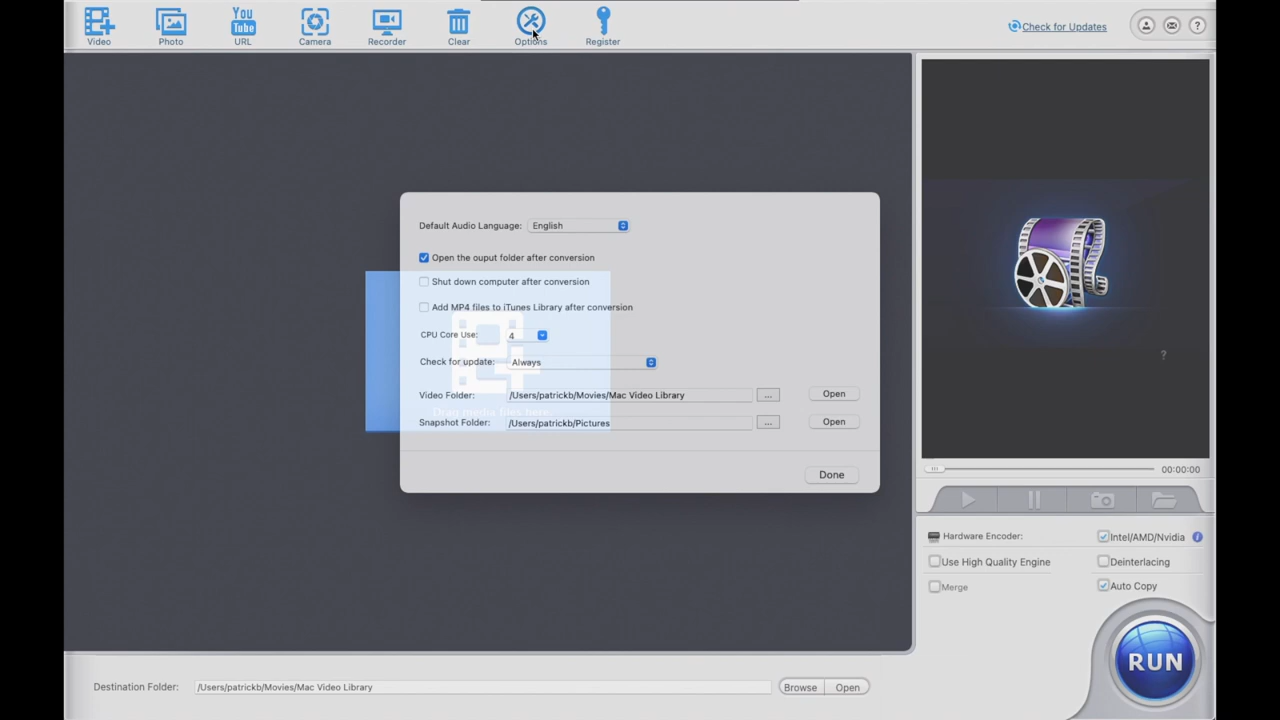 Video
Photo
You Tube
URL
Camera
Recorder
Clear
Options
Register
Check for Updates
?
Default Audio Language: English
Open the ouput folder after conversion
Shut down computer after conversion
Add MP4 files to iTunes Library after conversion
CPU Core Use: 4
Check for update: Always
Video Folder: /Users/patrickb/Movies/Mac Video Library ... Open
Drag media files here.
Snapshot Folder: /Users/patrickb/Pictures ... Open
Done
?
00:00:00
Hardware Encoder: Intel/AMD/Nvidia i
Use High Quality Engine Deinterlacing
Merge Auto Copy
RUN
Destination Folder: /Users/patrickb/Movies/Mac Video Library Browse Open